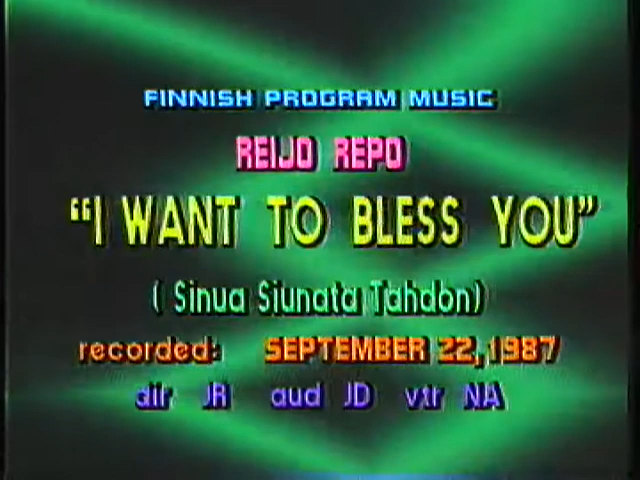 FINNISH PROGRAM MUSIC
REIJO REPO
“I WANT TO BLESS YOU”
( Sinua Siunata Tahdon)
recorded: SEPTEMBER 22, 1987
dir JR aud JD vtr NA